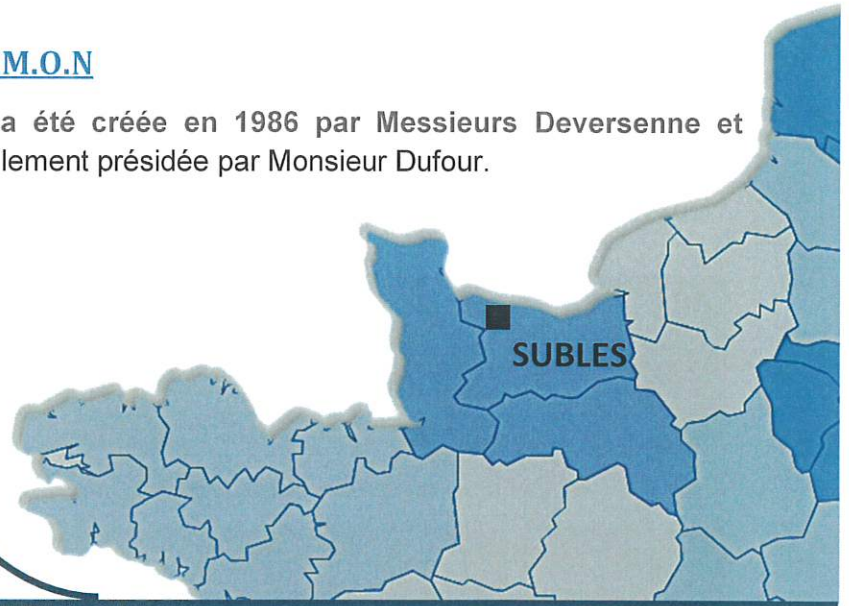 M.O.N
a été créée en 1986 par Messieurs Deversenne et
lement présidée par Monsieur Dufour.
SUBLES